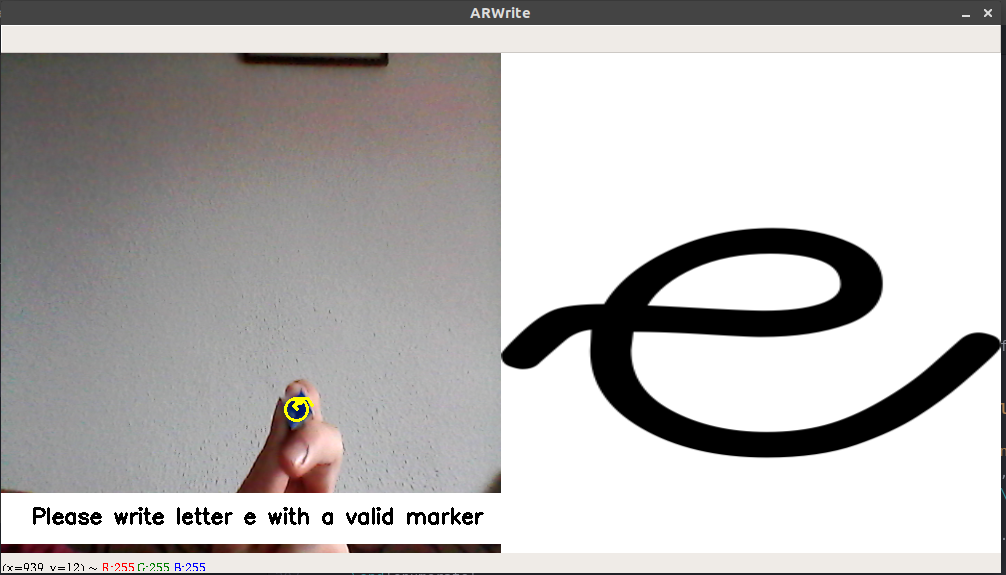 ARWrite
e
Please write letter e with a valid marker
(x=939, y=12) ~ R:255 G:255 B:255